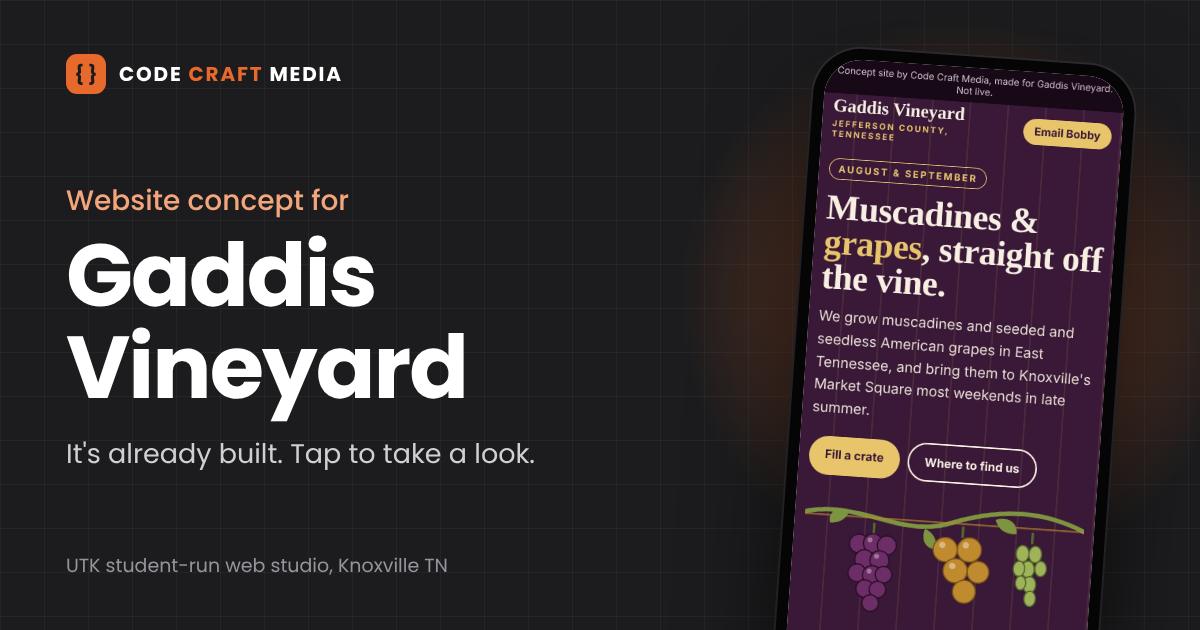 { } CODE CRAFT MEDIA
Website concept for
Gaddis
Vineyard
It's already built. Tap to take a look.
UTK student-run web studio, Knoxville TN
Concept site by Code Craft Media, made for Gaddis Vineyard.
Not live.
Gaddis Vineyard
JEFFERSON COUNTY,
TENNESSEE
Email Bobby
AUGUST & SEPTEMBER
Muscadines &
grapes, straight off
the vine.
We grow muscadines and seeded and
seedless American grapes in East
Tennessee, and bring them to Knoxville's
Market Square most weekends in late
summer.
Fill a crate
Where to find us